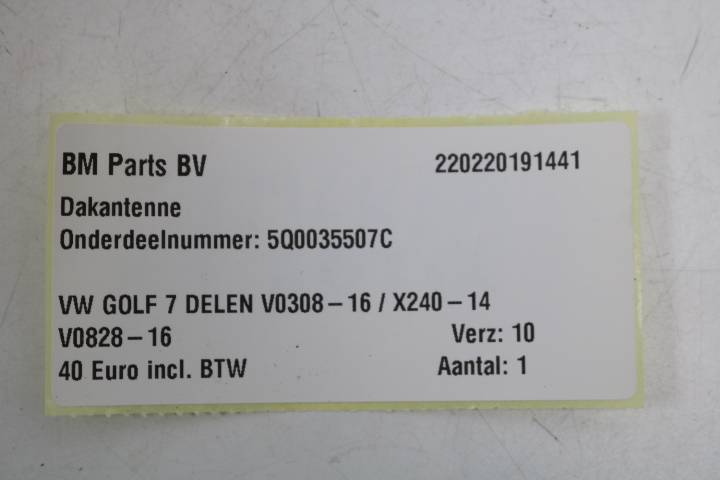 BM Parts BV 220220191441
Dakantenne
Onderdeelnummer: 5Q0035507C
VW GOLF 7 DELEN V0308-16 / X240-14
V0828-16 Verz: 10
40 Euro incl. BTW Aantal: 1